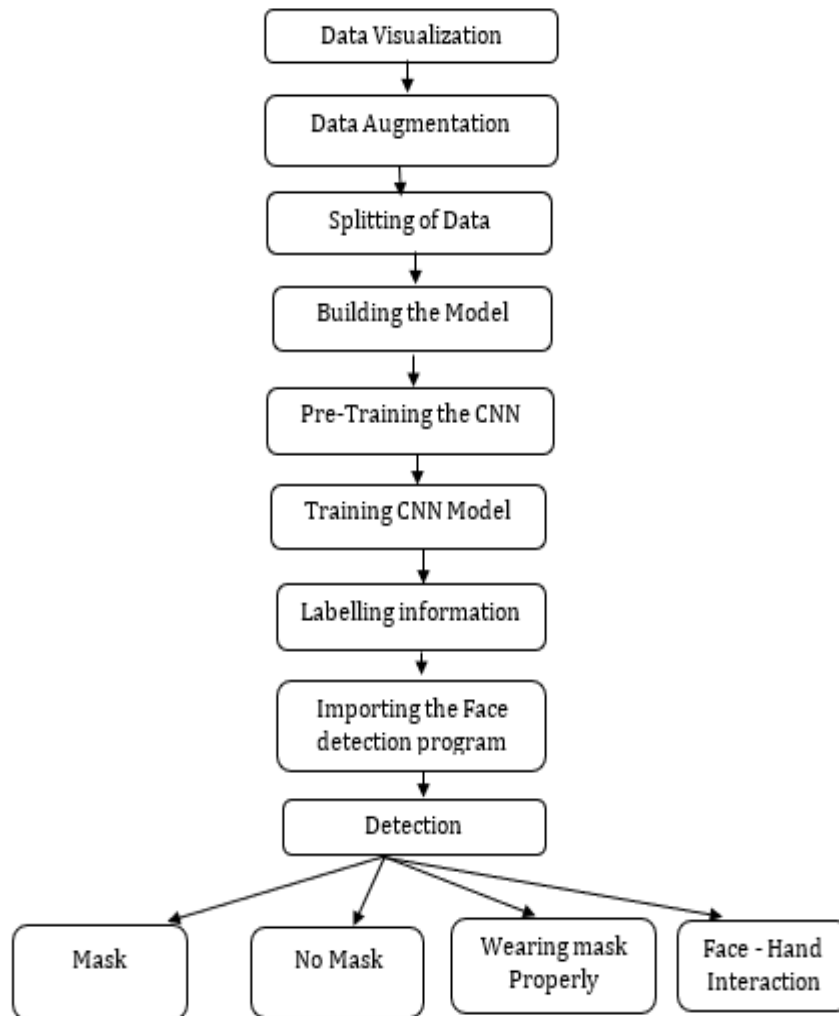 Data Visualization
Data Augmentation
Splitting of Data
Building the Model
Pre-Training the CNN
Training CNN Model
Labelling information
Importing the Face
detection program
Detection
Mask
No Mask
Wearing mask
Properly
Face - Hand
Interaction